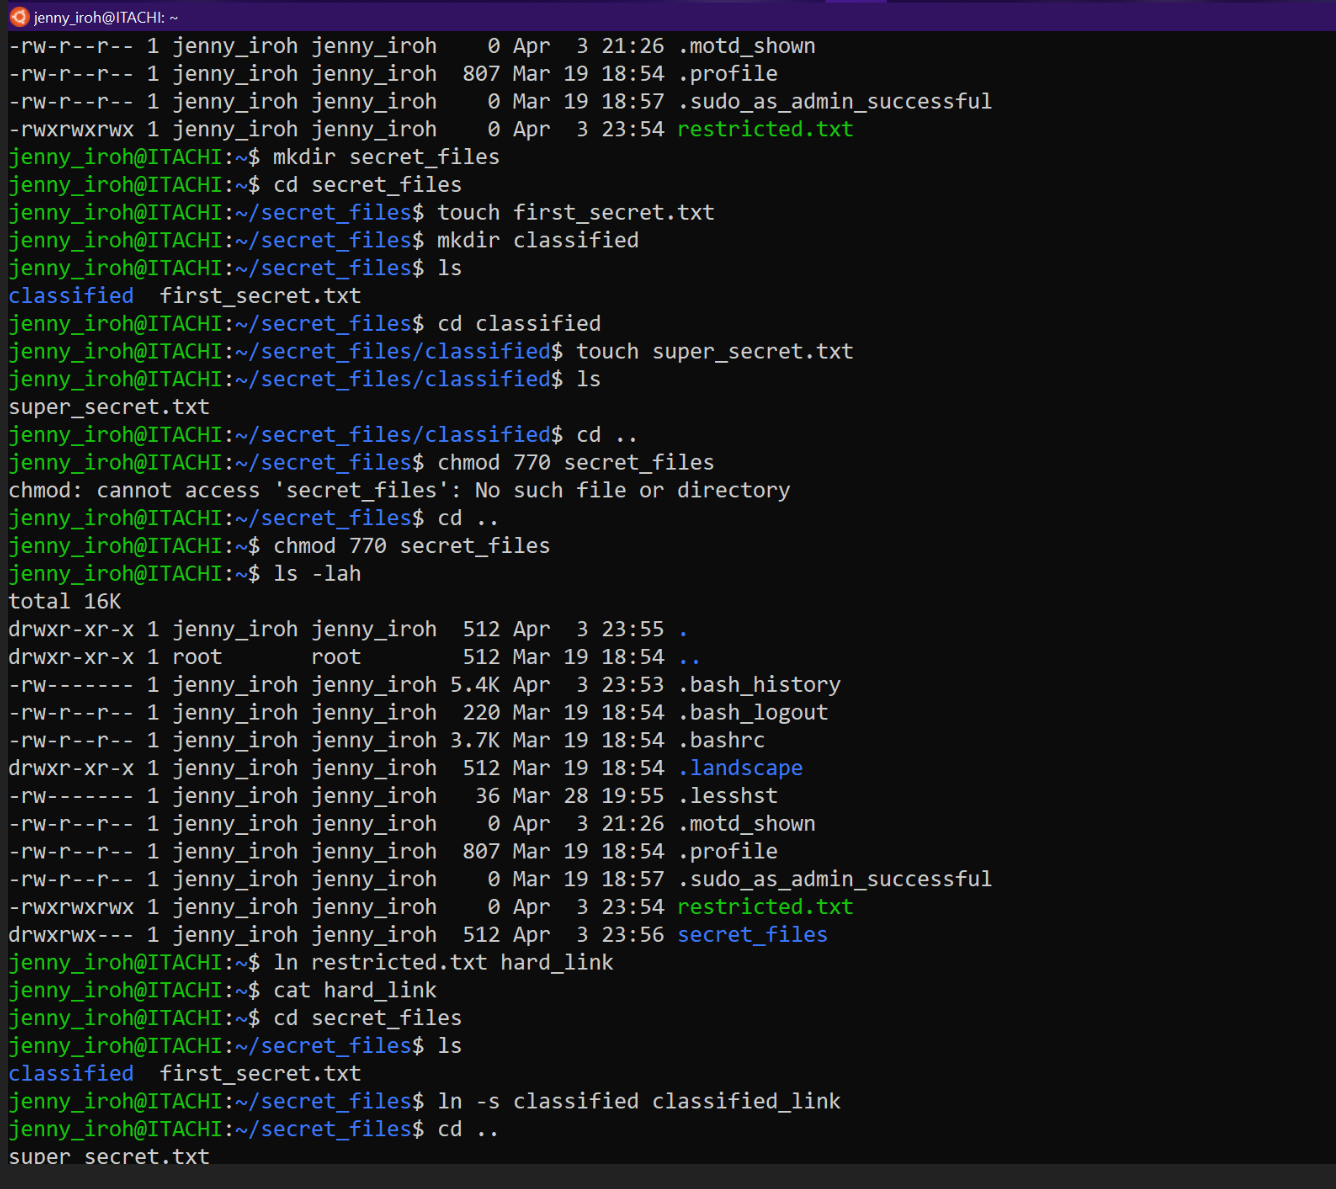 jenny_iroh@ITACHI: ~
-rw-r--r-- 1 jenny_iroh jenny_iroh    0 Apr  3 21:26 .motd_shown
-rw-r--r-- 1 jenny_iroh jenny_iroh  807 Mar 19 18:54 .profile
-rw-r--r-- 1 jenny_iroh jenny_iroh    0 Mar 19 18:57 .sudo_as_admin_successful
-rwxrwxrwx 1 jenny_iroh jenny_iroh    0 Apr  3 23:54 restricted.txt
jenny_iroh@ITACHI:~$ mkdir secret_files
jenny_iroh@ITACHI:~$ cd secret_files
jenny_iroh@ITACHI:~/secret_files$ touch first_secret.txt
jenny_iroh@ITACHI:~/secret_files$ mkdir classified
jenny_iroh@ITACHI:~/secret_files$ ls
classified  first_secret.txt
jenny_iroh@ITACHI:~/secret_files$ cd classified
jenny_iroh@ITACHI:~/secret_files/classified$ touch super_secret.txt
jenny_iroh@ITACHI:~/secret_files/classified$ ls
super_secret.txt
jenny_iroh@ITACHI:~/secret_files/classified$ cd ..
jenny_iroh@ITACHI:~/secret_files$ chmod 770 secret_files
chmod: cannot access 'secret_files': No such file or directory
jenny_iroh@ITACHI:~/secret_files$ cd ..
jenny_iroh@ITACHI:~$ chmod 770 secret_files
jenny_iroh@ITACHI:~$ ls -lah
total 16K
drwxr-xr-x 1 jenny_iroh jenny_iroh  512 Apr  3 23:55 .
drwxr-xr-x 1 root       root        512 Mar 19 18:54 ..
-rw------- 1 jenny_iroh jenny_iroh 5.4K Apr  3 23:53 .bash_history
-rw-r--r-- 1 jenny_iroh jenny_iroh  220 Mar 19 18:54 .bash_logout
-rw-r--r-- 1 jenny_iroh jenny_iroh 3.7K Mar 19 18:54 .bashrc
drwxr-xr-x 1 jenny_iroh jenny_iroh  512 Mar 19 18:54 .landscape
-rw------- 1 jenny_iroh jenny_iroh   36 Mar 28 19:55 .lesshst
-rw-r--r-- 1 jenny_iroh jenny_iroh    0 Apr  3 21:26 .motd_shown
-rw-r--r-- 1 jenny_iroh jenny_iroh  807 Mar 19 18:54 .profile
-rw-r--r-- 1 jenny_iroh jenny_iroh    0 Mar 19 18:57 .sudo_as_admin_successful
-rwxrwxrwx 1 jenny_iroh jenny_iroh    0 Apr  3 23:54 restricted.txt
drwxrwx--- 1 jenny_iroh jenny_iroh  512 Apr  3 23:56 secret_files
jenny_iroh@ITACHI:~$ ln restricted.txt hard_link
jenny_iroh@ITACHI:~$ cat hard_link
jenny_iroh@ITACHI:~$ cd secret_files
jenny_iroh@ITACHI:~/secret_files$ ls
classified  first_secret.txt
jenny_iroh@ITACHI:~/secret_files$ ln -s classified classified_link
jenny_iroh@ITACHI:~/secret_files$ cd ..
super_secret.txt